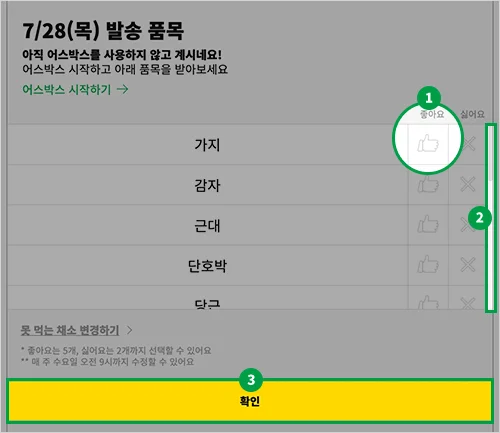 7/28(목) 발송 품목
아직 어스박스를 사용하지 않고 계시네요!
어스박스 시작하고 아래 품목을 받아보세요
어스박스 시작하기 →
1
좋아요 싫어요
가지
감자
2
근대
단호박
당근
못 먹는 채소 변경하기 >
* 좋아요는 5개, 싫어요는 2개까지 선택할 수 있어요
** 매 주 수요일 오전 9시까지 수정할 수 있어요
3
확인